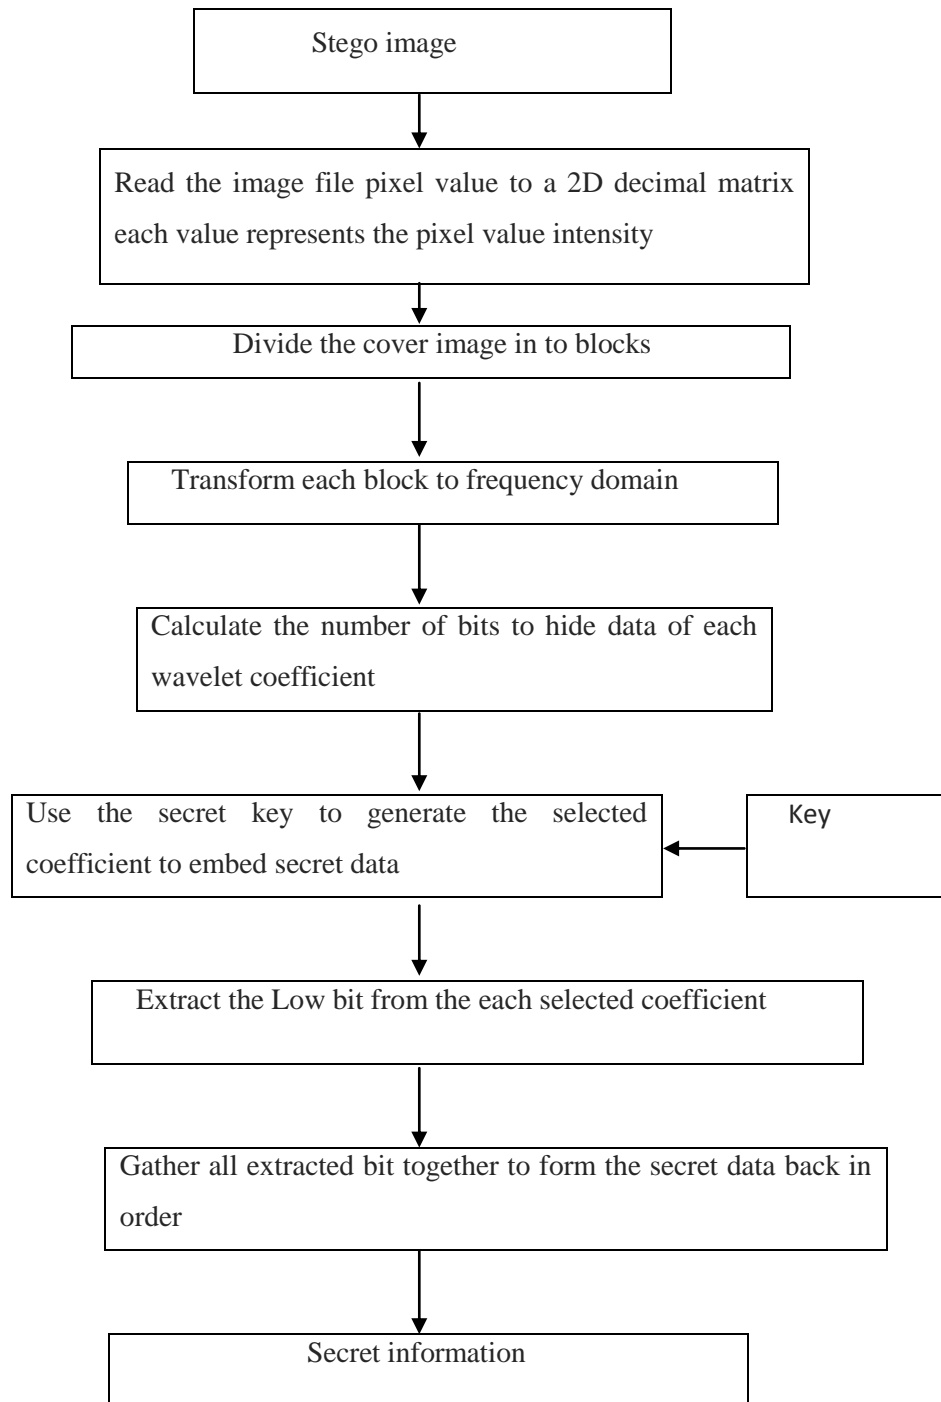 Stego image
Read the image file pixel value to a 2D decimal matrix
each value represents the pixel value intensity
Divide the cover image in to blocks
Transform each block to frequency domain
Calculate the number of bits to hide data of each
wavelet coefficient
Use the secret key to generate the selected
coefficient to embed secret data
Key
Extract the Low bit from the each selected coefficient
Gather all extracted bit together to form the secret data back in
order
Secret information